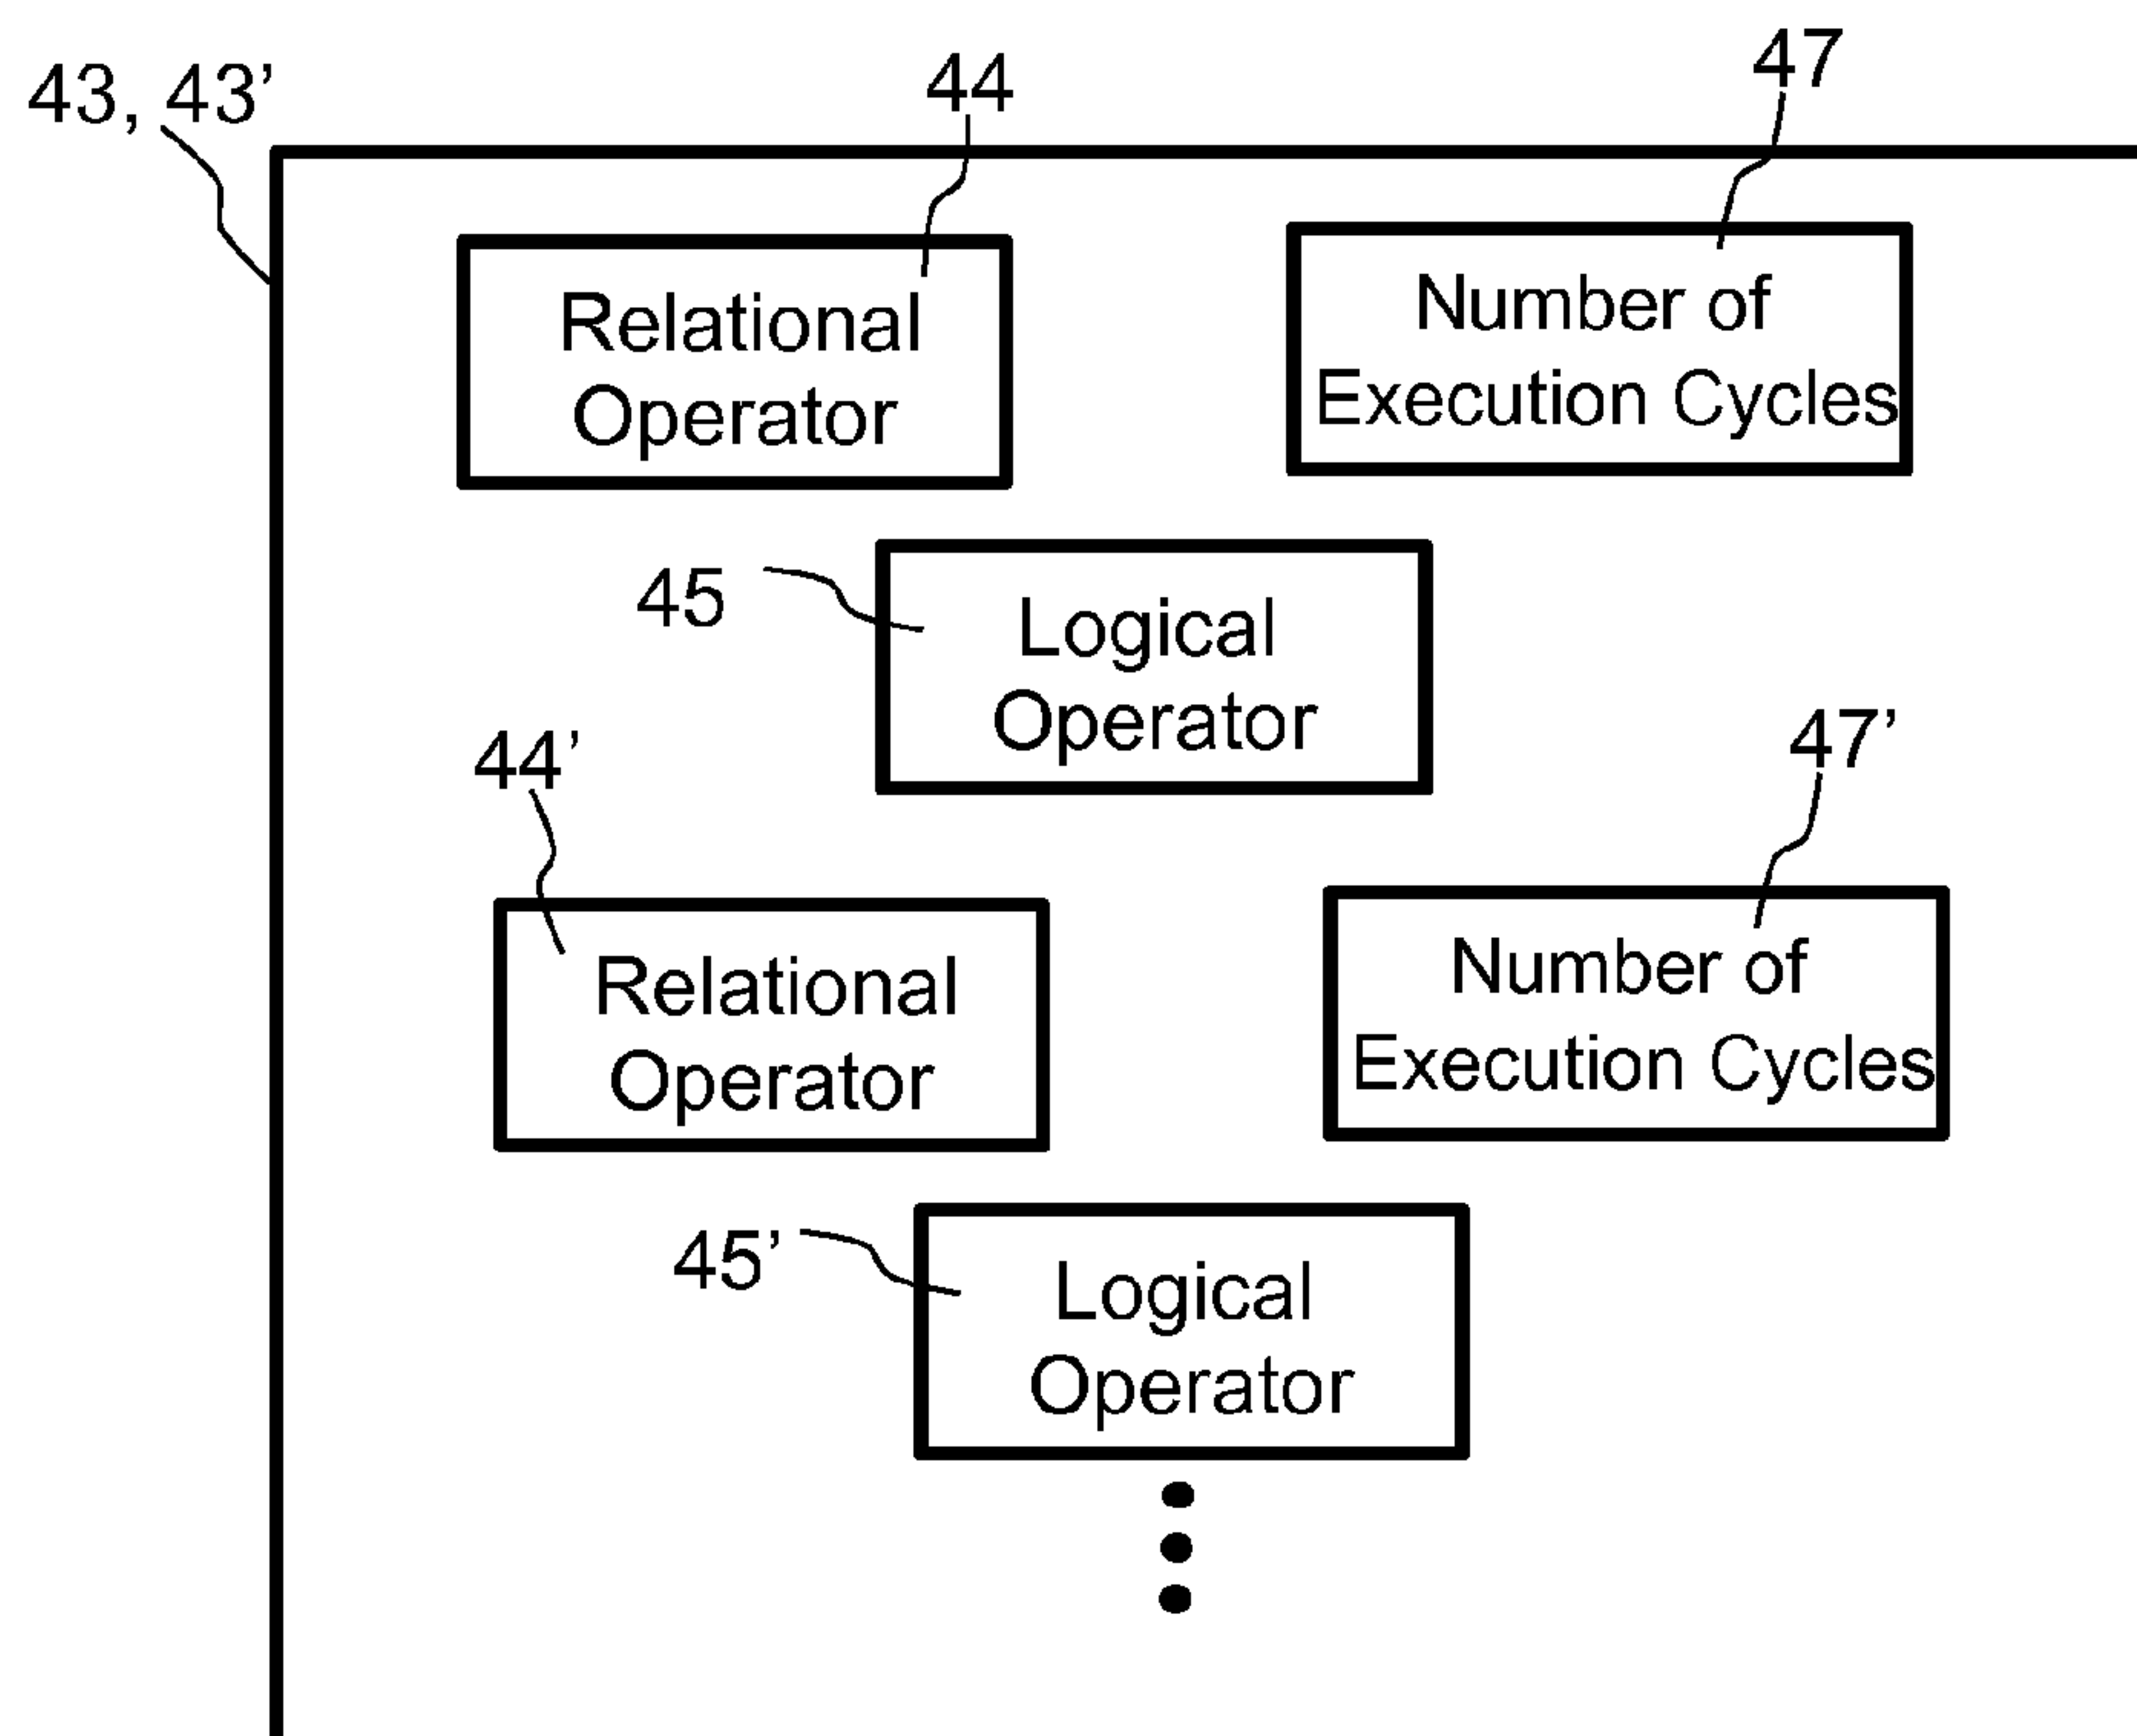 43, 43’
44
47
Relational
Operator
Number of
Execution Cycles
45
Logical
Operator
44’
47’
Relational
Operator
Number of
Execution Cycles
45’
Logical
Operator